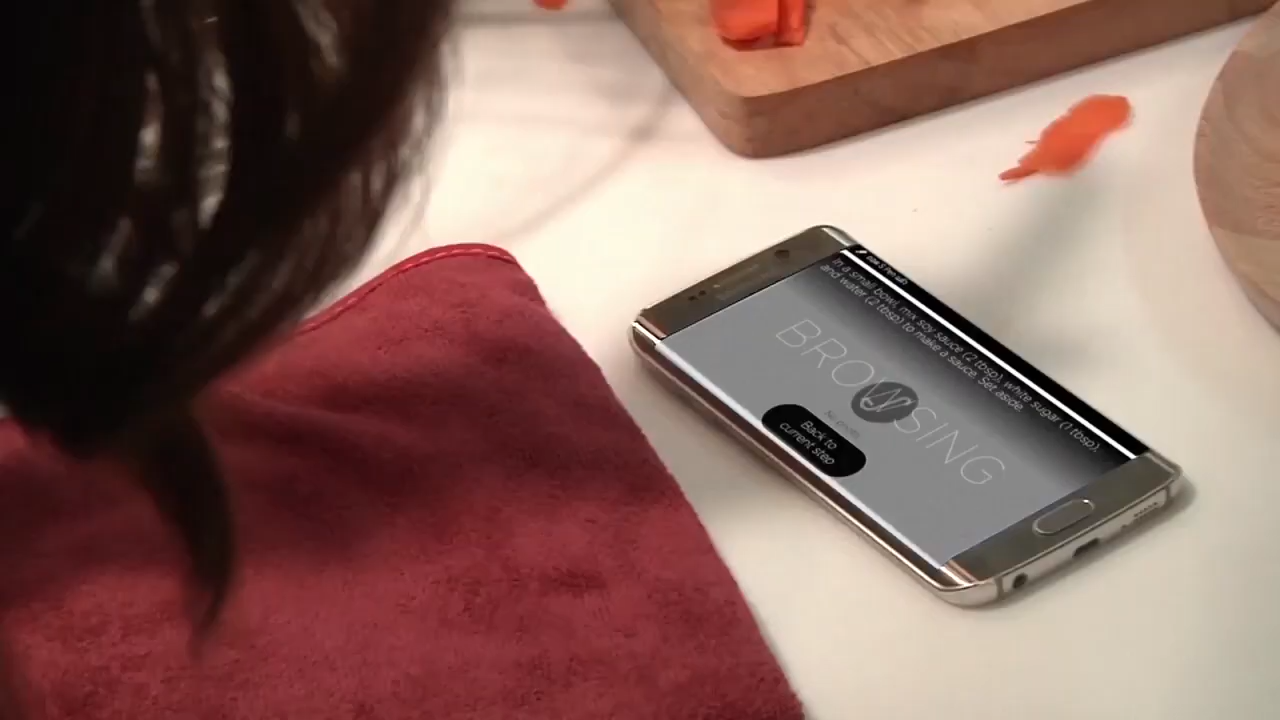 In a small bowl, mix soy sauce (2 tbsp), white sugar (1 tbsp),
and water (2 tbsp) to make a sauce. Set aside.
BROWSING
Back to
current step